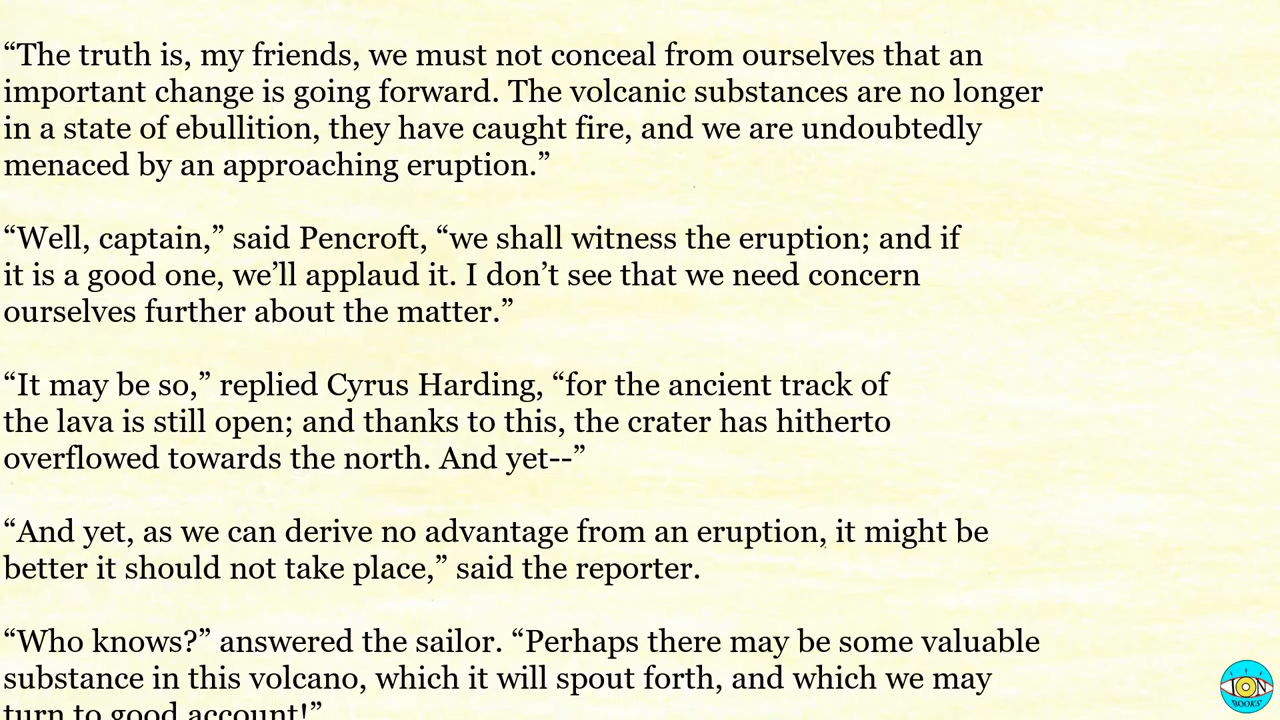 “The truth is, my friends, we must not conceal from ourselves that an
important change is going forward. The volcanic substances are no longer
in a state of ebullition, they have caught fire, and we are undoubtedly
menaced by an approaching eruption.”
“Well, captain,” said Pencroft, “we shall witness the eruption; and if
it is a good one, we’ll applaud it. I don’t see that we need concern
ourselves further about the matter.”
“It may be so,” replied Cyrus Harding, “for the ancient track of
the lava is still open; and thanks to this, the crater has hitherto
overflowed towards the north. And yet--”
“And yet, as we can derive no advantage from an eruption, it might be
better it should not take place,” said the reporter.
“Who knows?” answered the sailor. “Perhaps there may be some valuable
substance in this volcano, which it will spout forth, and which we may
turn to good account!”
ION
BOOKS